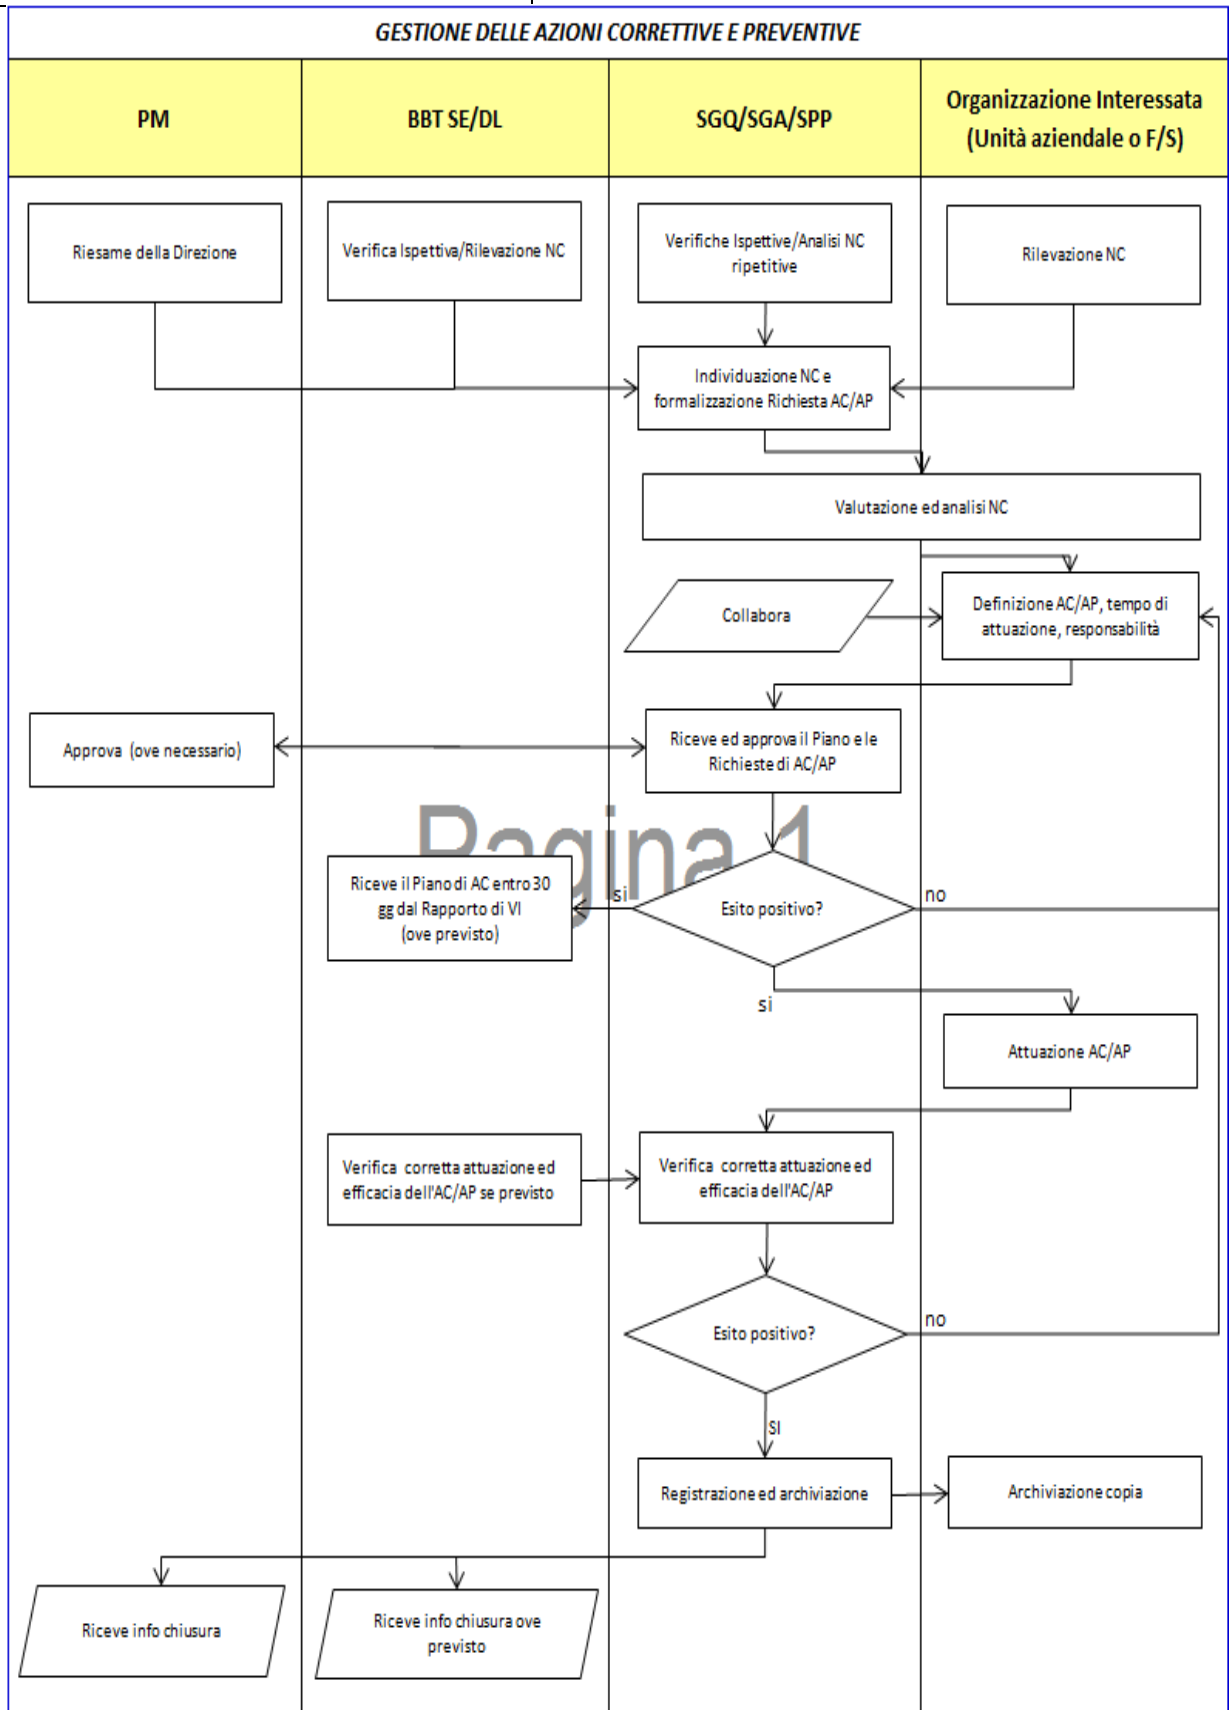 GESTIONE DELLE AZIONI CORRETTIVE E PREVENTIVE
PM
BBT SE/DL
SGQ/SGA/SPP
Organizzazione Interessata
(Unità aziendale o F/S)
Riesame della Direzione
Verifica Ispettiva/Rilevazione NC
Verifiche Ispettive/Analisi NC
ripetitive
Rilevazione NC
Individuazione NC e
formalizzazione Richiesta AC/AP
Valutazione ed analisi NC
Collabora
Definizione AC/AP, tempo di
attuazione, responsabilità
Approva (ove necessario)
Riceve ed approva il Piano e le
Richieste di AC/AP
Pagina 1
Riceve il Piano di AC entro 30
gg dal Rapporto di VI
(ove previsto)
si
Esito positivo?
no
si
Attuazione AC/AP
Verifica corretta attuazione ed
efficacia dell'AC/AP se previsto
Verifica corretta attuazione ed
efficacia dell'AC/AP
Esito positivo?
no
SI
Registrazione ed archiviazione
Archiviazione copia
Riceve info chiusura
Riceve info chiusura ove
previsto